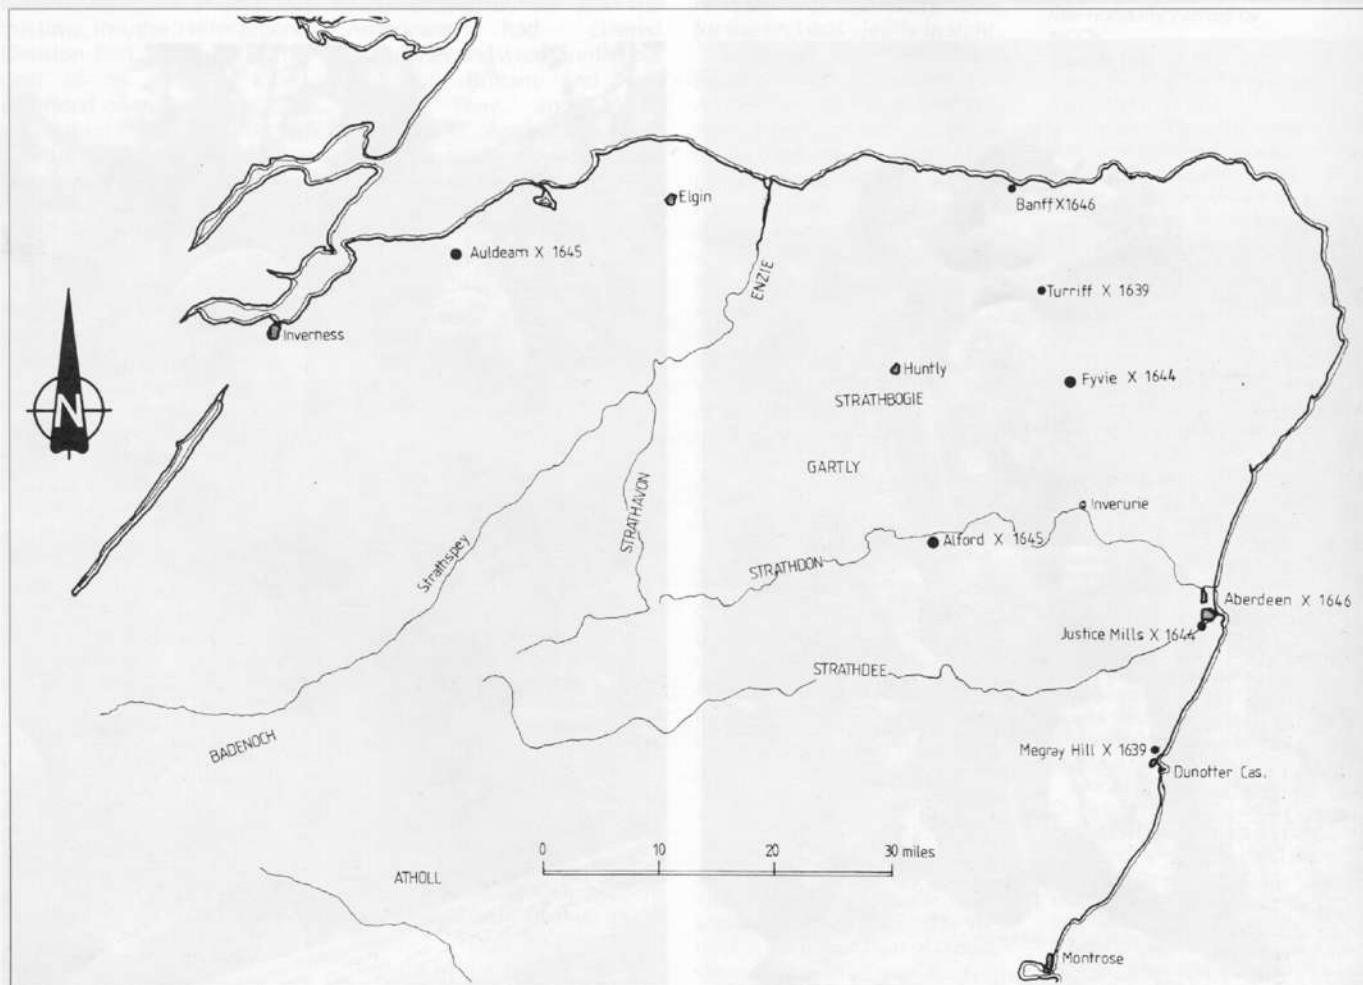 Elgin
Banff X 1646
Auldearn X 1645
ENZIE
Turriff X 1639
Inverness
N
Huntly
Fyvie X 1644
STRATHBOGIE
GARTLY
Inverurie
STRATHAVON
Strathspey
Alford X 1645
STRATHDON
Aberdeen X 1646
Justice Mills X 1644
STRATHDEE
BADENOCH
Megray Hill X 1639
Dunotter Cas.
0 10 20 30 miles
ATHOLL
Montrose